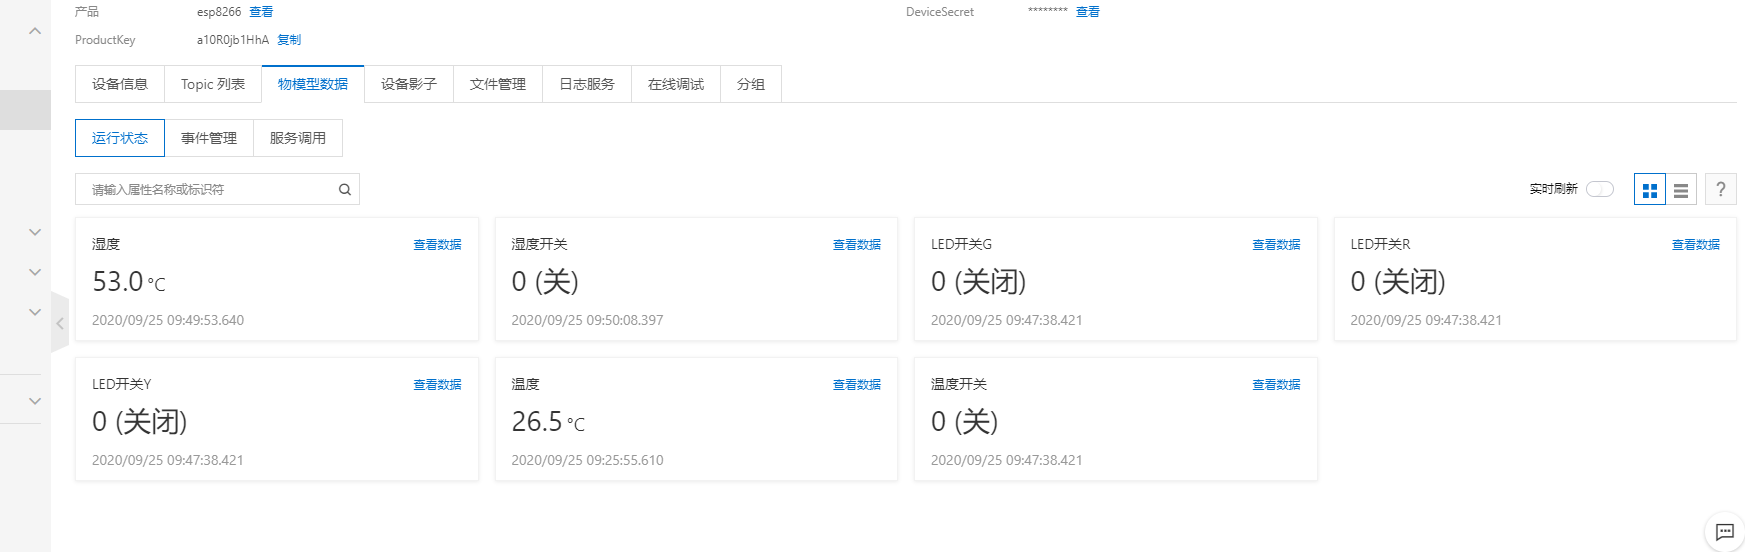 产品 esp8266 查看 DeviceSecret ******** 查看
ProductKey a10R0jb1HhA 复制
设备信息 Topic 列表 物模型数据 设备影子 文件管理 日志服务 在线调试 分组
运行状态 事件管理 服务调用
请输入属性名称或标识符 实时刷新 ?
湿度 查看数据 湿度开关 查看数据 LED开关G 查看数据 LED开关R 查看数据
53.0 °C 0 (关) 0 (关闭) 0 (关闭)
2020/09/25 09:49:53.640 2020/09/25 09:50:08.397 2020/09/25 09:47:38.421 2020/09/25 09:47:38.421
LED开关Y 查看数据 温度 查看数据 温度开关 查看数据
0 (关闭) 26.5 °C 0 (关)
2020/09/25 09:47:38.421 2020/09/25 09:25:55.610 2020/09/25 09:47:38.421